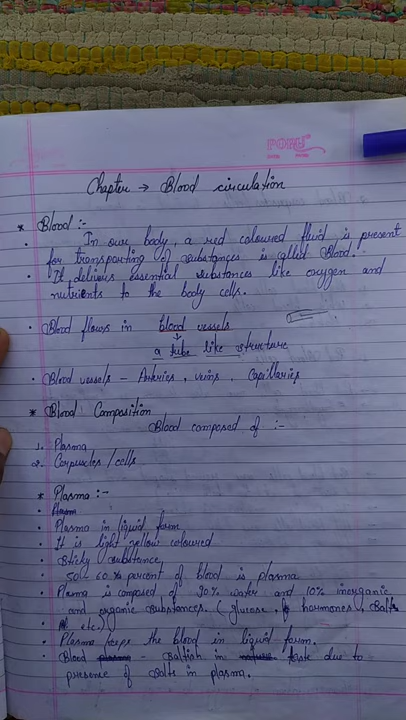 PORU
Chapter → Blood circulation
* Blood :-
• In our body, a red coloured fluid is present
for transporting of substances is called Blood.
• It delivers essential substances like oxygen and
nutrients to the body cells.
• Blood flows in blood vessels
↓
a tube like structure
• Blood vessels – Arteries, veins, Capillaries
* Blood Composition
Blood composed of :-
1. Plasma
2. Corpuscles / cells
* Plasma :-
• Plasma in liquid form
• It is light yellow coloured
• Sticky substance
• 50 – 60% percent of blood is plasma
• Plasma is composed of 90% water and 10% inorganic
and organic substances. (glucose, hormones, Salts
etc.)
• Plasma keeps the blood in liquid form.
• Blood - Saltish in taste due to
presence of Salts in plasma.